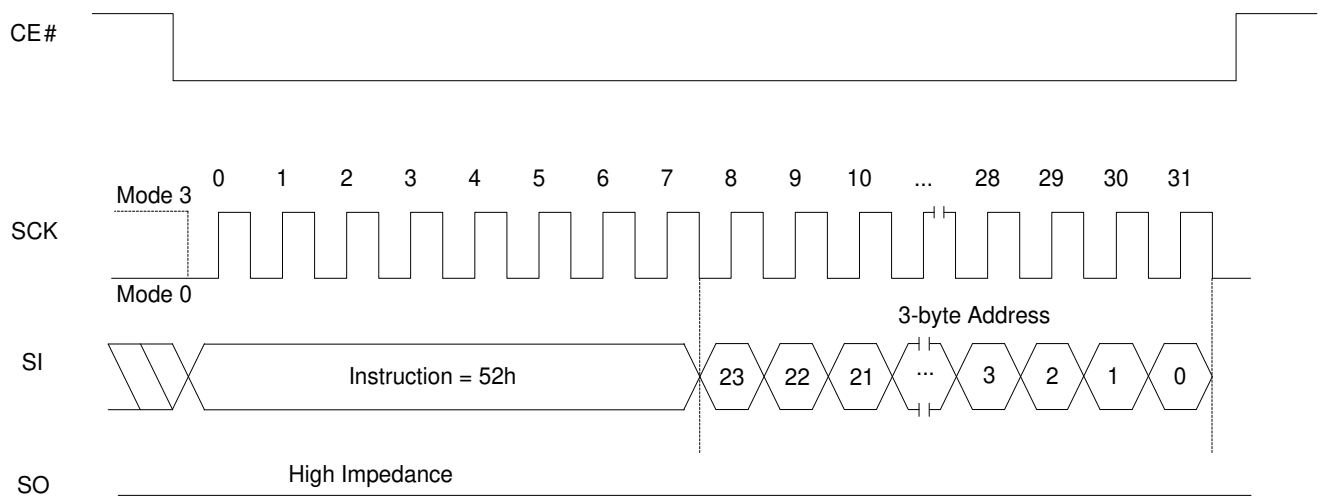 CE#
0 1 2 3 4 5 6 7 8 9 10 ... 28 29 30 31
Mode 3
SCK
Mode 0
3-byte Address
SI
Instruction = 52h 23 22 21 ... 3 2 1 0
High Impedance
SO